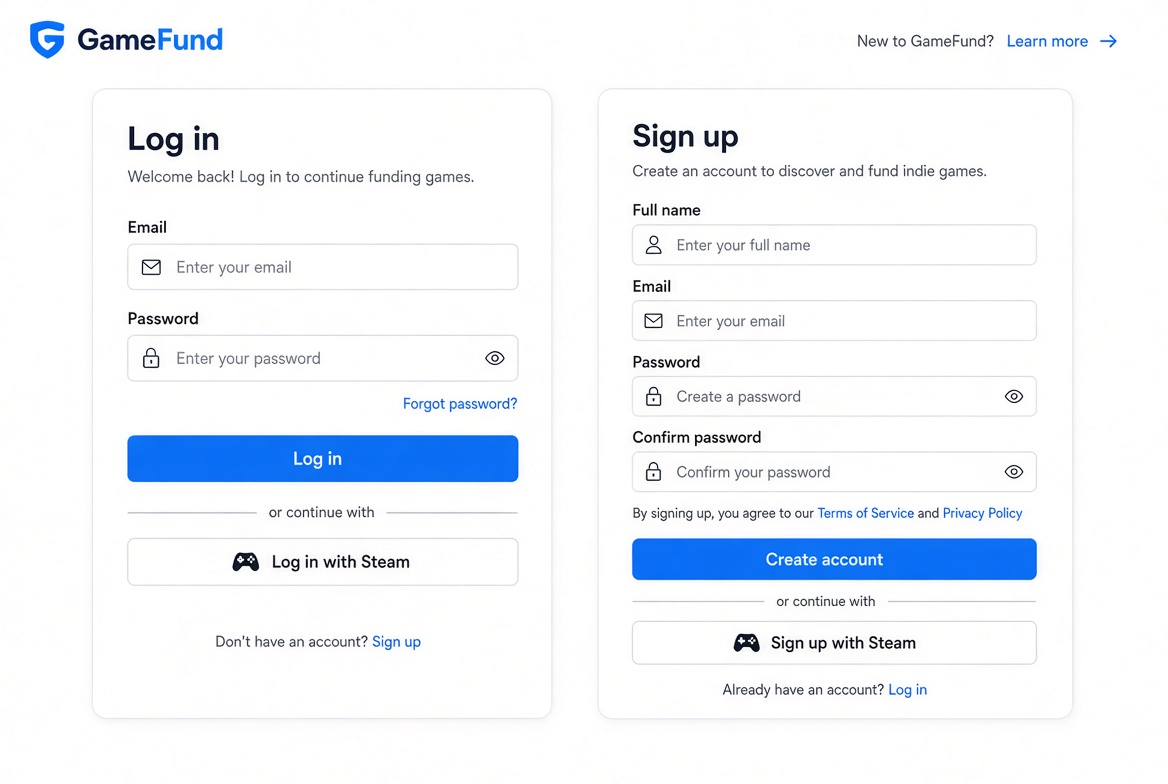 GameFund
New to GameFund? Learn more
Log in
Welcome back! Log in to continue funding games.
Email
Enter your email
Password
Enter your password
Forgot password?
Log in
or continue with
Log in with Steam
Don't have an account? Sign up
Sign up
Create an account to discover and fund indie games.
Full name
Enter your full name
Email
Enter your email
Password
Create a password
Confirm password
Confirm your password
By signing up, you agree to our Terms of Service and Privacy Policy
Create account
or continue with
Sign up with Steam
Already have an account? Log in